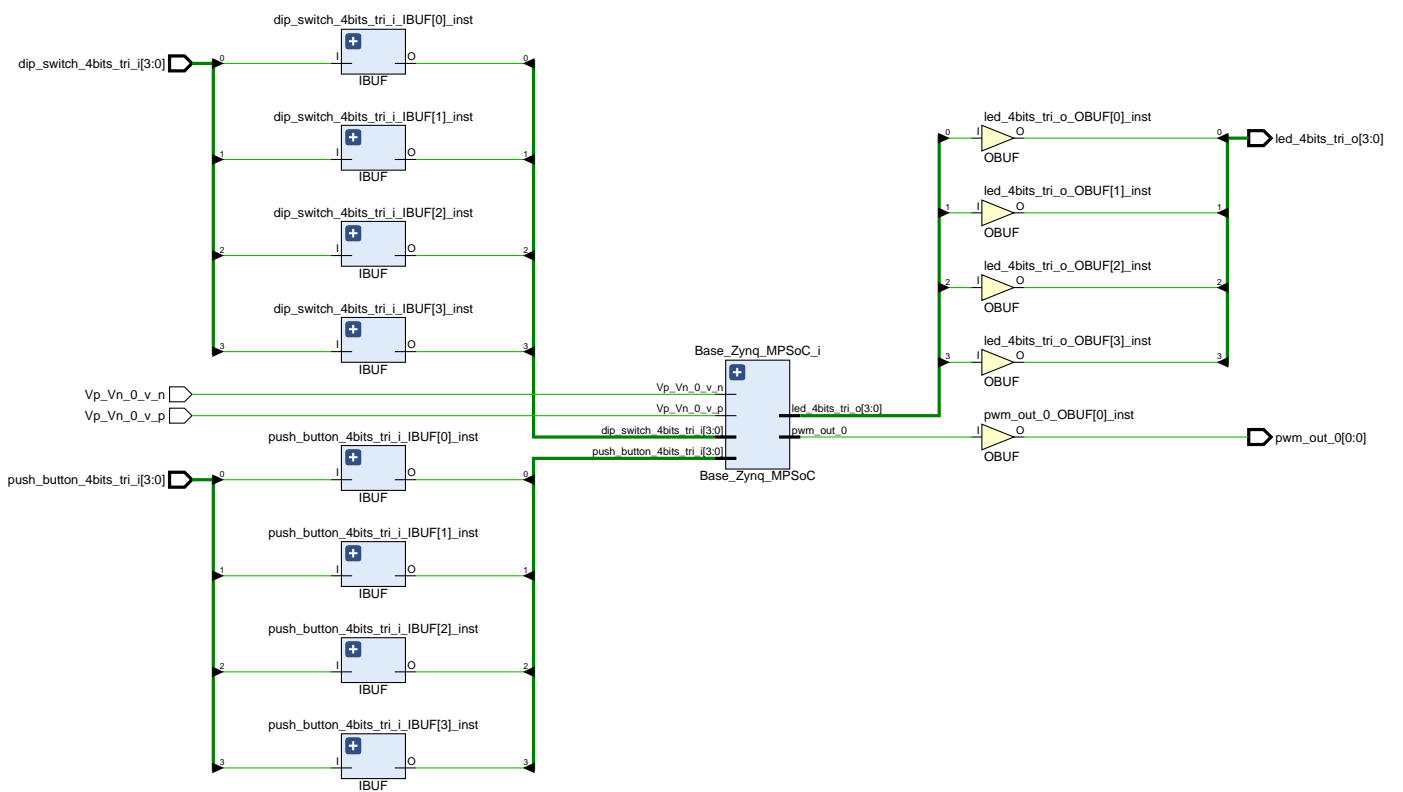 dip_switch_4bits_tri_i_IBUF[0]_inst
dip_switch_4bits_tri_i[3:0]
0
I
O
0
IBUF
dip_switch_4bits_tri_i_IBUF[1]_inst
1
I
O
1
IBUF
dip_switch_4bits_tri_i_IBUF[2]_inst
2
I
O
2
IBUF
dip_switch_4bits_tri_i_IBUF[3]_inst
3
I
O
3
IBUF
Vp_Vn_0_v_n
Vp_Vn_0_v_p
push_button_4bits_tri_i_IBUF[0]_inst
push_button_4bits_tri_i[3:0]
0
I
O
0
IBUF
push_button_4bits_tri_i_IBUF[1]_inst
1
I
O
1
IBUF
push_button_4bits_tri_i_IBUF[2]_inst
2
I
O
2
IBUF
push_button_4bits_tri_i_IBUF[3]_inst
3
I
O
3
IBUF
Base_Zynq_MPSoC_i
Vp_Vn_0_v_n
Vp_Vn_0_v_p
led_4bits_tri_o[3:0]
dip_switch_4bits_tri_i[3:0]
pwm_out_0
push_button_4bits_tri_i[3:0]
Base_Zynq_MPSoC
led_4bits_tri_o_OBUF[0]_inst
0
I
O
0
led_4bits_tri_o[3:0]
OBUF
led_4bits_tri_o_OBUF[1]_inst
1
I
O
1
OBUF
led_4bits_tri_o_OBUF[2]_inst
2
I
O
2
OBUF
led_4bits_tri_o_OBUF[3]_inst
3
I
O
3
OBUF
pwm_out_0_OBUF[0]_inst
I
O
pwm_out_0[0:0]
OBUF